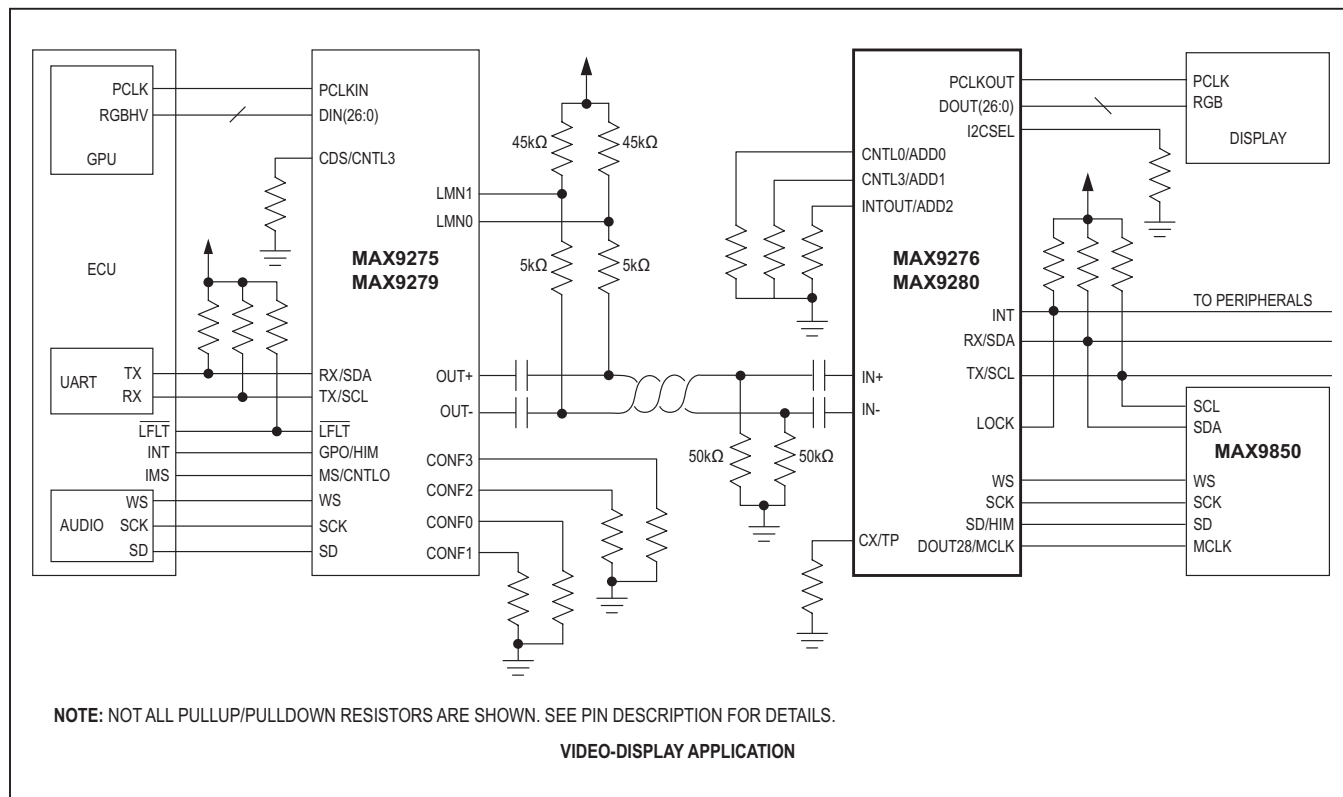 PCLK
RGBHV
GPU
ECU
UART
TX
RX
LFLT
INT
IMS
AUDIO
WS
SCK
SD
PCLKIN
DIN(26:0)
CDS/CNTL3
LMN1
LMN0
MAX9275
MAX9279
RX/SDA
TX/SCL
LFLT
GPO/HIM
MS/CNTLO
WS
SCK
SD
OUT+
OUT-
CONF3
CONF2
CONF0
CONF1
45kΩ
45kΩ
5kΩ
5kΩ
50kΩ
50kΩ
CNTL0/ADD0
CNTL3/ADD1
INTOUT/ADD2
MAX9276
MAX9280
IN+
IN-
CX/TP
PCLKOUT
DOUT(26:0)
I2CSEL
INT
RX/SDA
TX/SCL
LOCK
WS
SCK
SD/HIM
DOUT28/MCLK
PCLK
RGB
DISPLAY
TO PERIPHERALS
SCL
SDA
MAX9850
WS
SCK
SD
MCLK
NOTE: NOT ALL PULLUP/PULLDOWN RESISTORS ARE SHOWN. SEE PIN DESCRIPTION FOR DETAILS.
VIDEO-DISPLAY APPLICATION